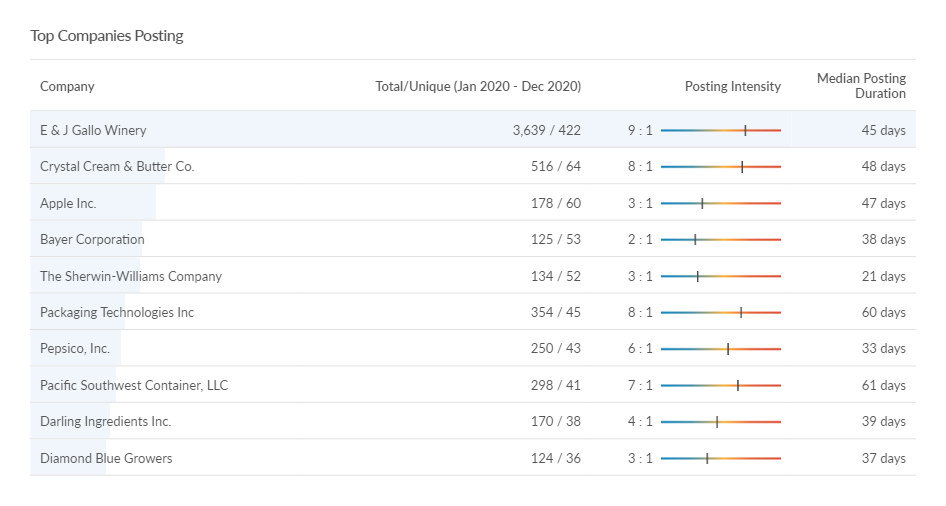 Top Companies Posting
Company Total/Unique (Jan 2020 - Dec 2020) Posting Intensity Median Posting Duration
E & J Gallo Winery 3,639 / 422 9 : 1 45 days
Crystal Cream & Butter Co. 516 / 64 8 : 1 48 days
Apple Inc. 178 / 60 3 : 1 47 days
Bayer Corporation 125 / 53 2 : 1 38 days
The Sherwin-Williams Company 134 / 52 3 : 1 21 days
Packaging Technologies Inc 354 / 45 8 : 1 60 days
Pepsico, Inc. 250 / 43 6 : 1 33 days
Pacific Southwest Container, LLC 298 / 41 7 : 1 61 days
Darling Ingredients Inc. 170 / 38 4 : 1 39 days
Diamond Blue Growers 124 / 36 3 : 1 37 days